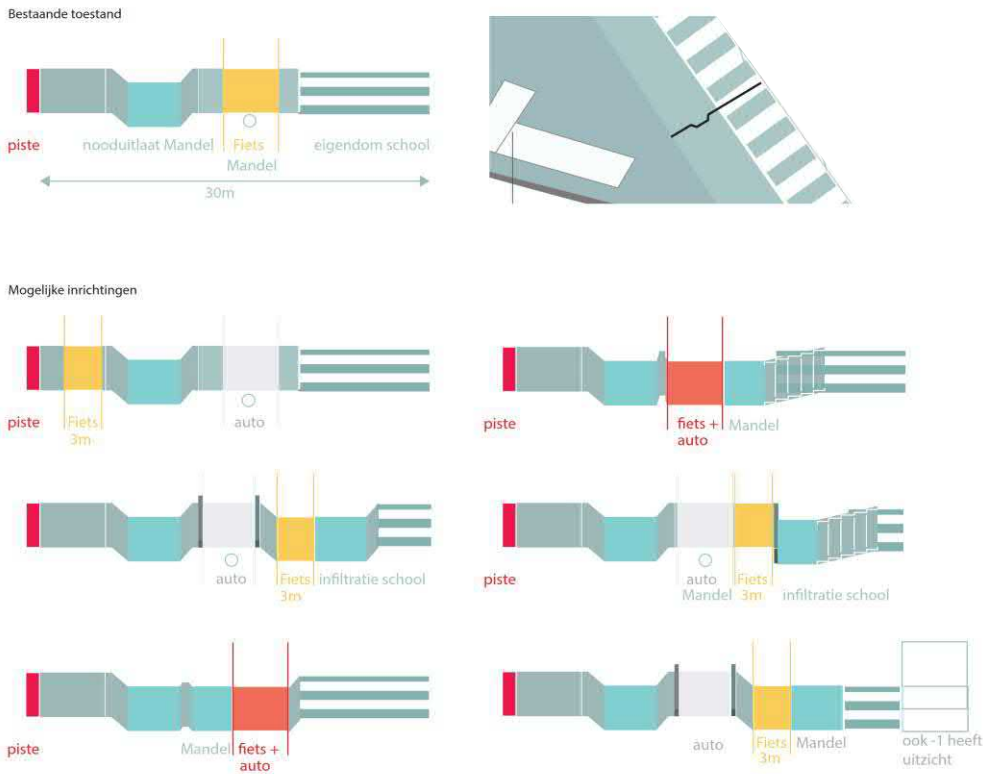 Bestaande toestand
piste
nooduitlaat Mandel
Fiets
Mandel
eigendom school
30m
Mogelijke inrichtingen
piste
Fiets
3m
auto
piste
fiets +
auto
Mandel
piste
auto
Fiets
3m
infiltratie school
piste
auto
Mandel
Fiets
3m
infiltratie school
piste
Mandel
fiets +
auto
auto
Fiets
3m
Mandel
ook -1 heeft
uitzicht